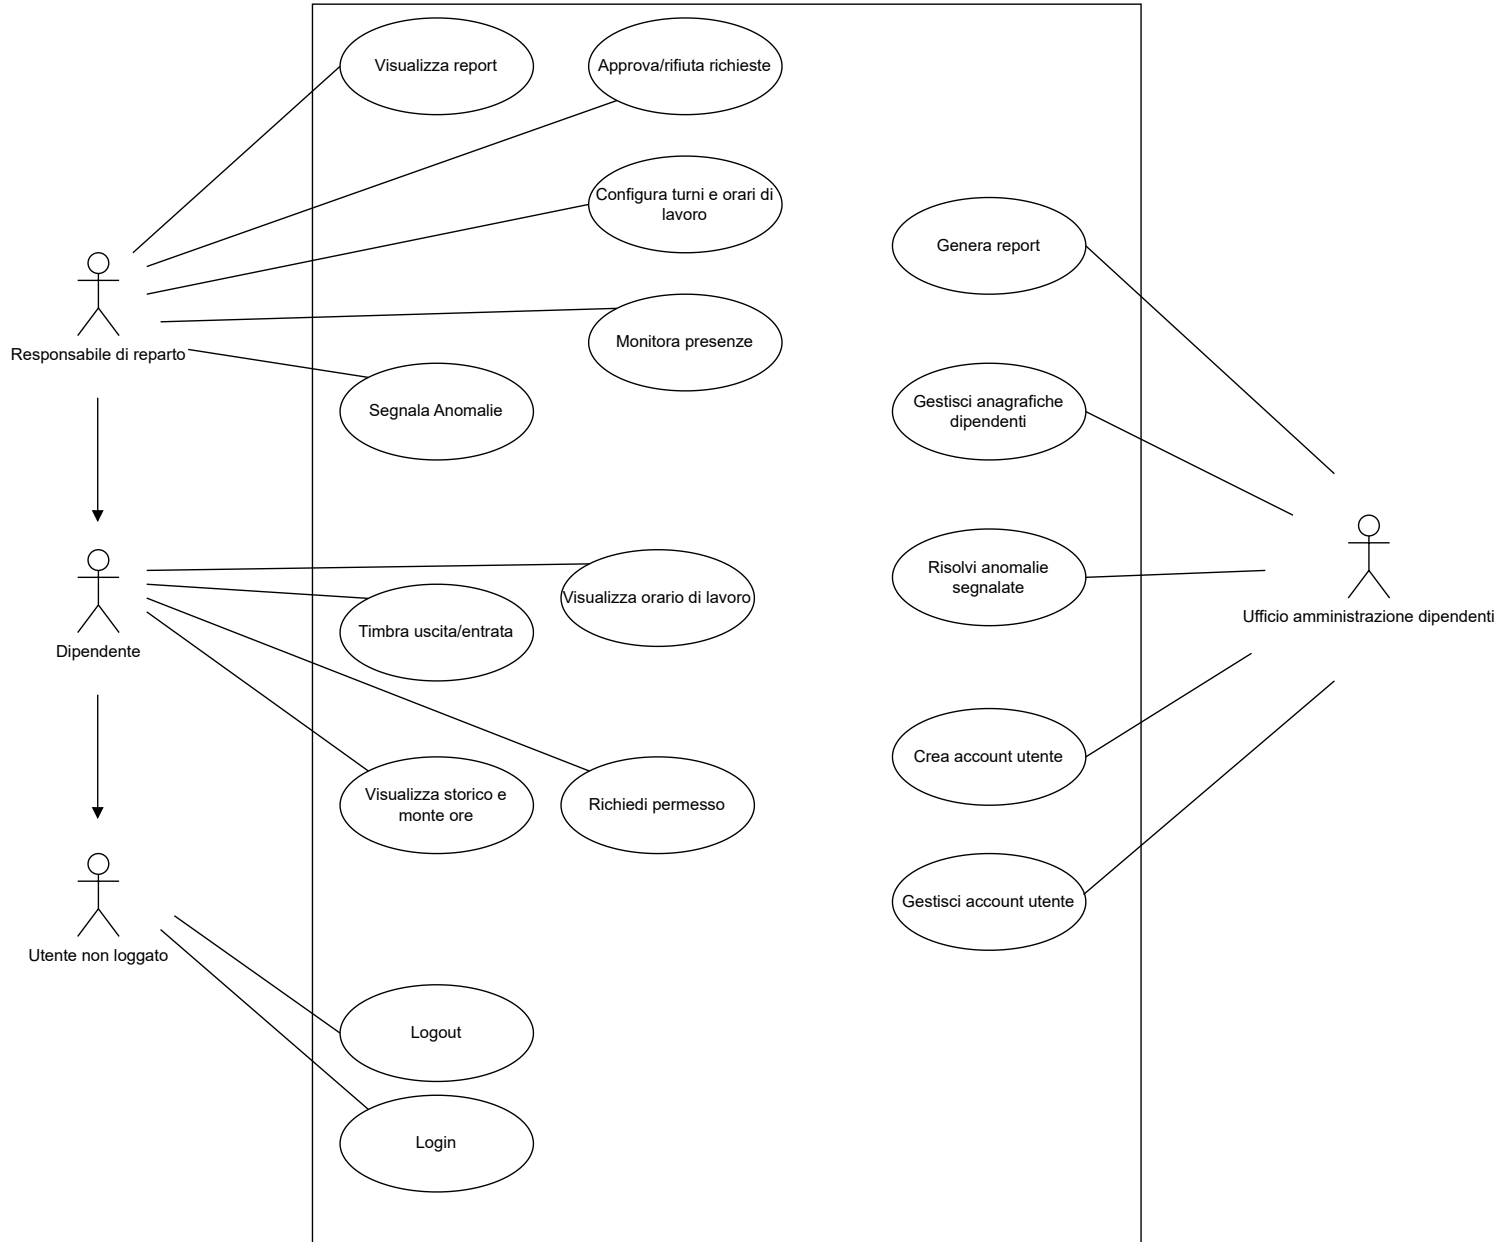 Visualizza report
Approva/rifiuta richieste
Configura turni e orari di
lavoro
Genera report
Monitora presenze
Responsabile di reparto
Segnala Anomalie
Gestisci anagrafiche
dipendenti
Risolvi anomalie
segnalate
Visualizza orario di lavoro
Timbra uscita/entrata
Dipendente
Ufficio amministrazione dipendenti
Crea account utente
Visualizza storico e
monte ore
Richiedi permesso
Gestisci account utente
Utente non loggato
Logout
Login